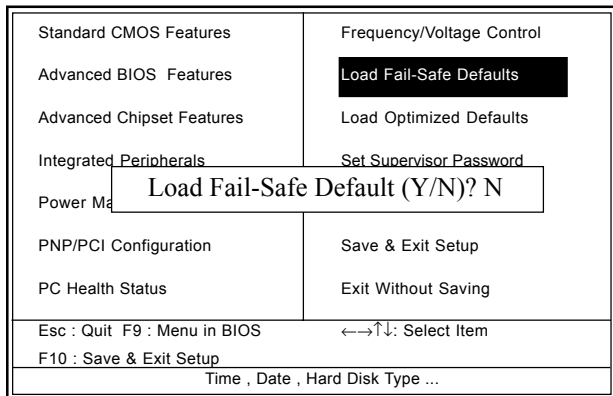 Standard CMOS Features
Frequency/Voltage Control
Advanced BIOS  Features
Load Fail-Safe Defaults
Advanced Chipset Features
Load Optimized Defaults
Integrated Peripherals
Set Supervisor Password
Power Ma
Load Fail-Safe Default (Y/N)? N
PNP/PCI Configuration
Save & Exit Setup
PC Health Status
Exit Without Saving
Esc : Quit  F9 : Menu in BIOS
←→↑↓: Select Item
F10 : Save & Exit Setup
Time , Date , Hard Disk Type ...